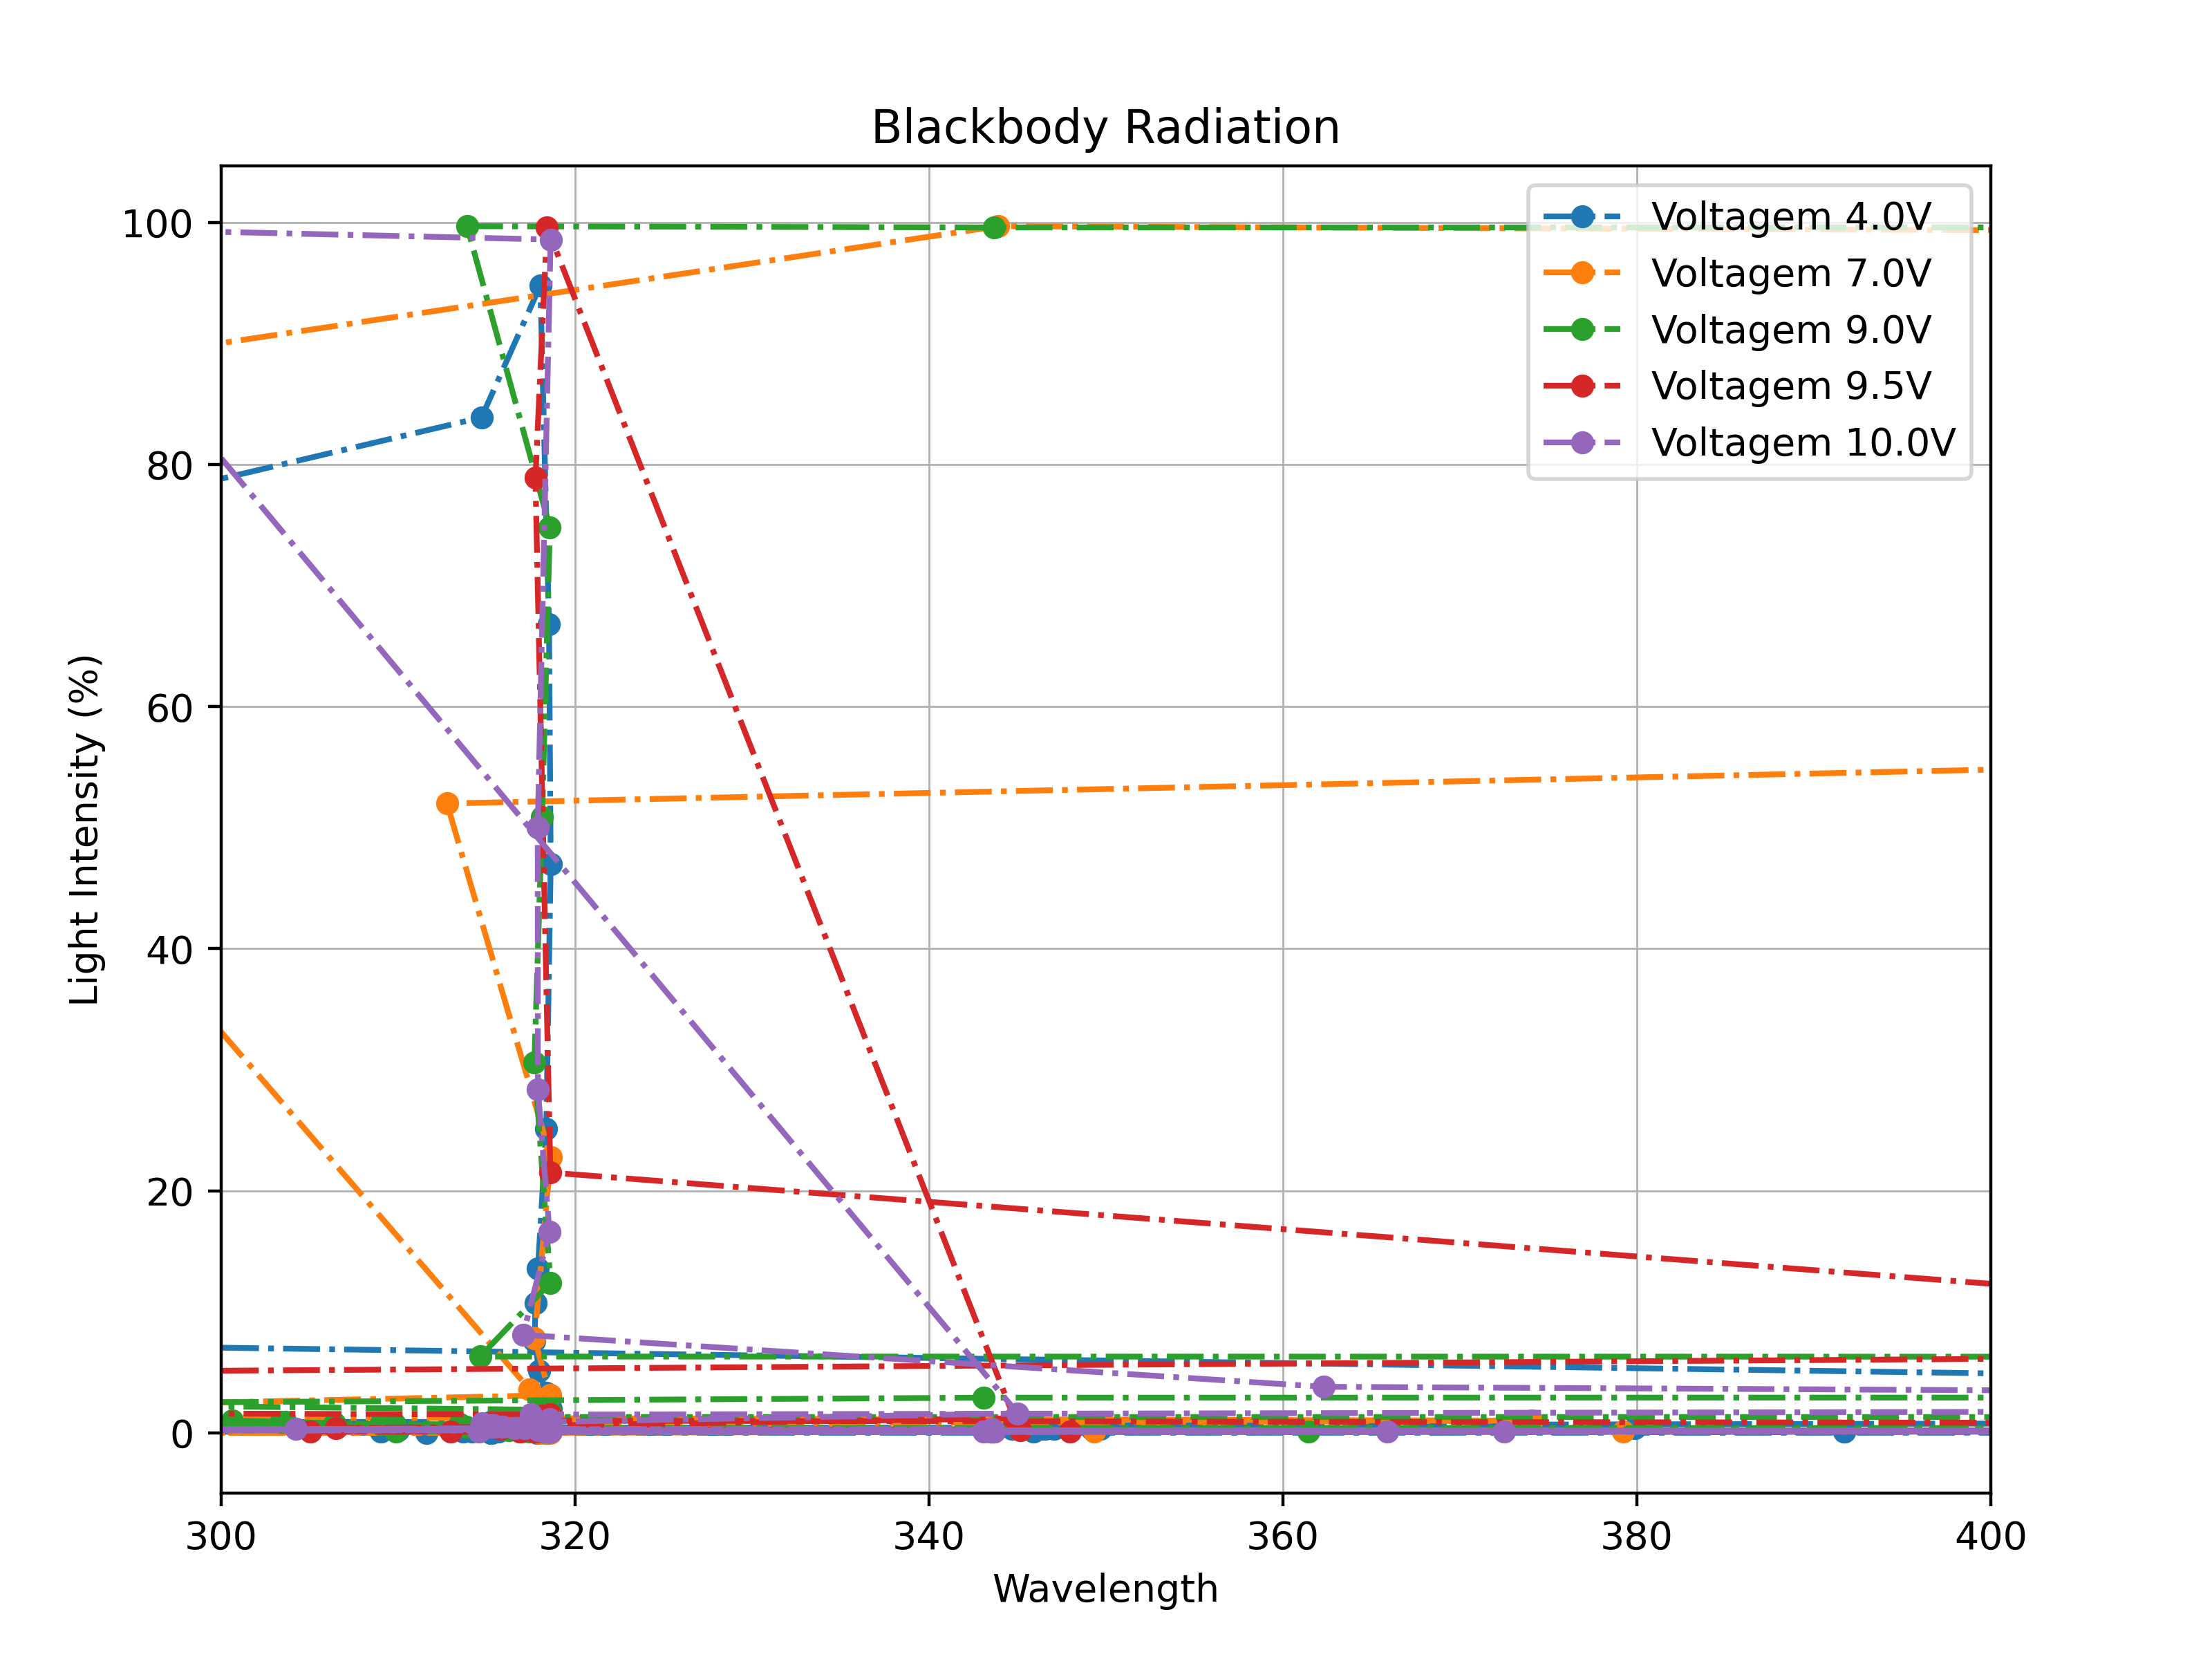 Blackbody Radiation
100
80
60
40
20
0
Light Intensity (%)
Voltagem 4.0V
Voltagem 7.0V
Voltagem 9.0V
Voltagem 9.5V
Voltagem 10.0V
300 320 340 360 380 400
Wavelength